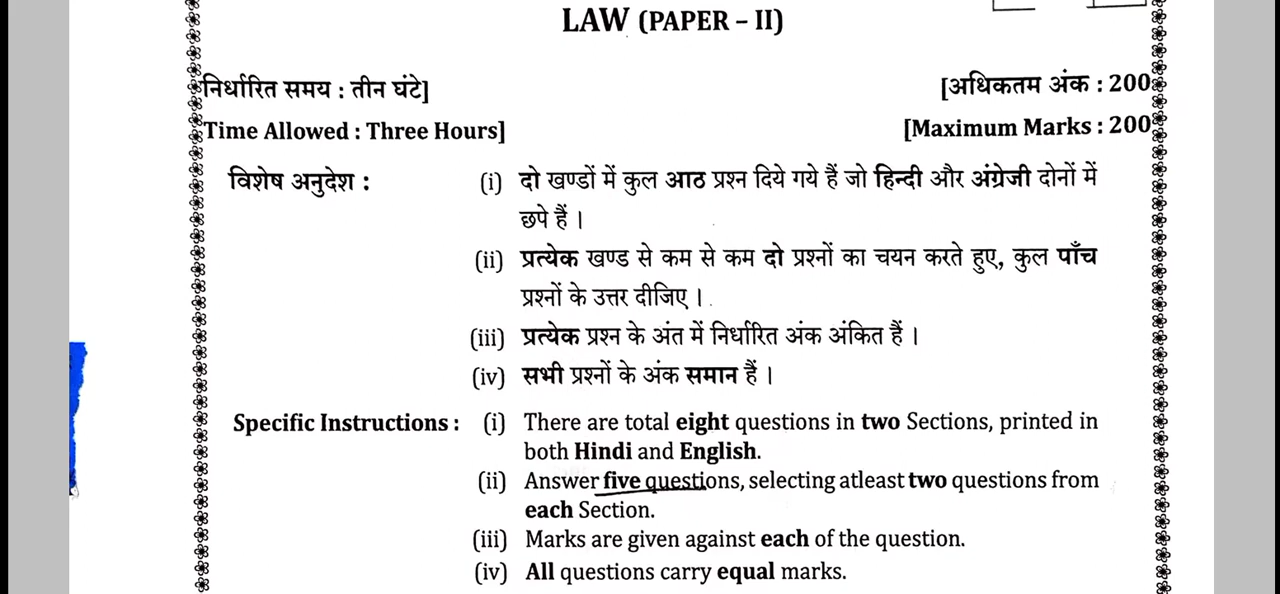 LAW (PAPER – II)
निर्धारित समय : तीन घंटे] [अधिकतम अंक : 200
Time Allowed : Three Hours] [Maximum Marks : 200
विशेष अनुदेश : (i) दो खण्डों में कुल आठ प्रश्न दिये गये हैं जो हिन्दी और अंग्रेजी दोनों में
छपे हैं ।
(ii) प्रत्येक खण्ड से कम से कम दो प्रश्नों का चयन करते हुए, कुल पाँच
प्रश्नों के उत्तर दीजिए ।
(iii) प्रत्येक प्रश्न के अंत में निर्धारित अंक अंकित हैं ।
(iv) सभी प्रश्नों के अंक समान हैं ।
Specific Instructions : (i) There are total eight questions in two Sections, printed in
both Hindi and English.
(ii) Answer five questions, selecting atleast two questions from
each Section.
(iii) Marks are given against each of the question.
(iv) All questions carry equal marks.